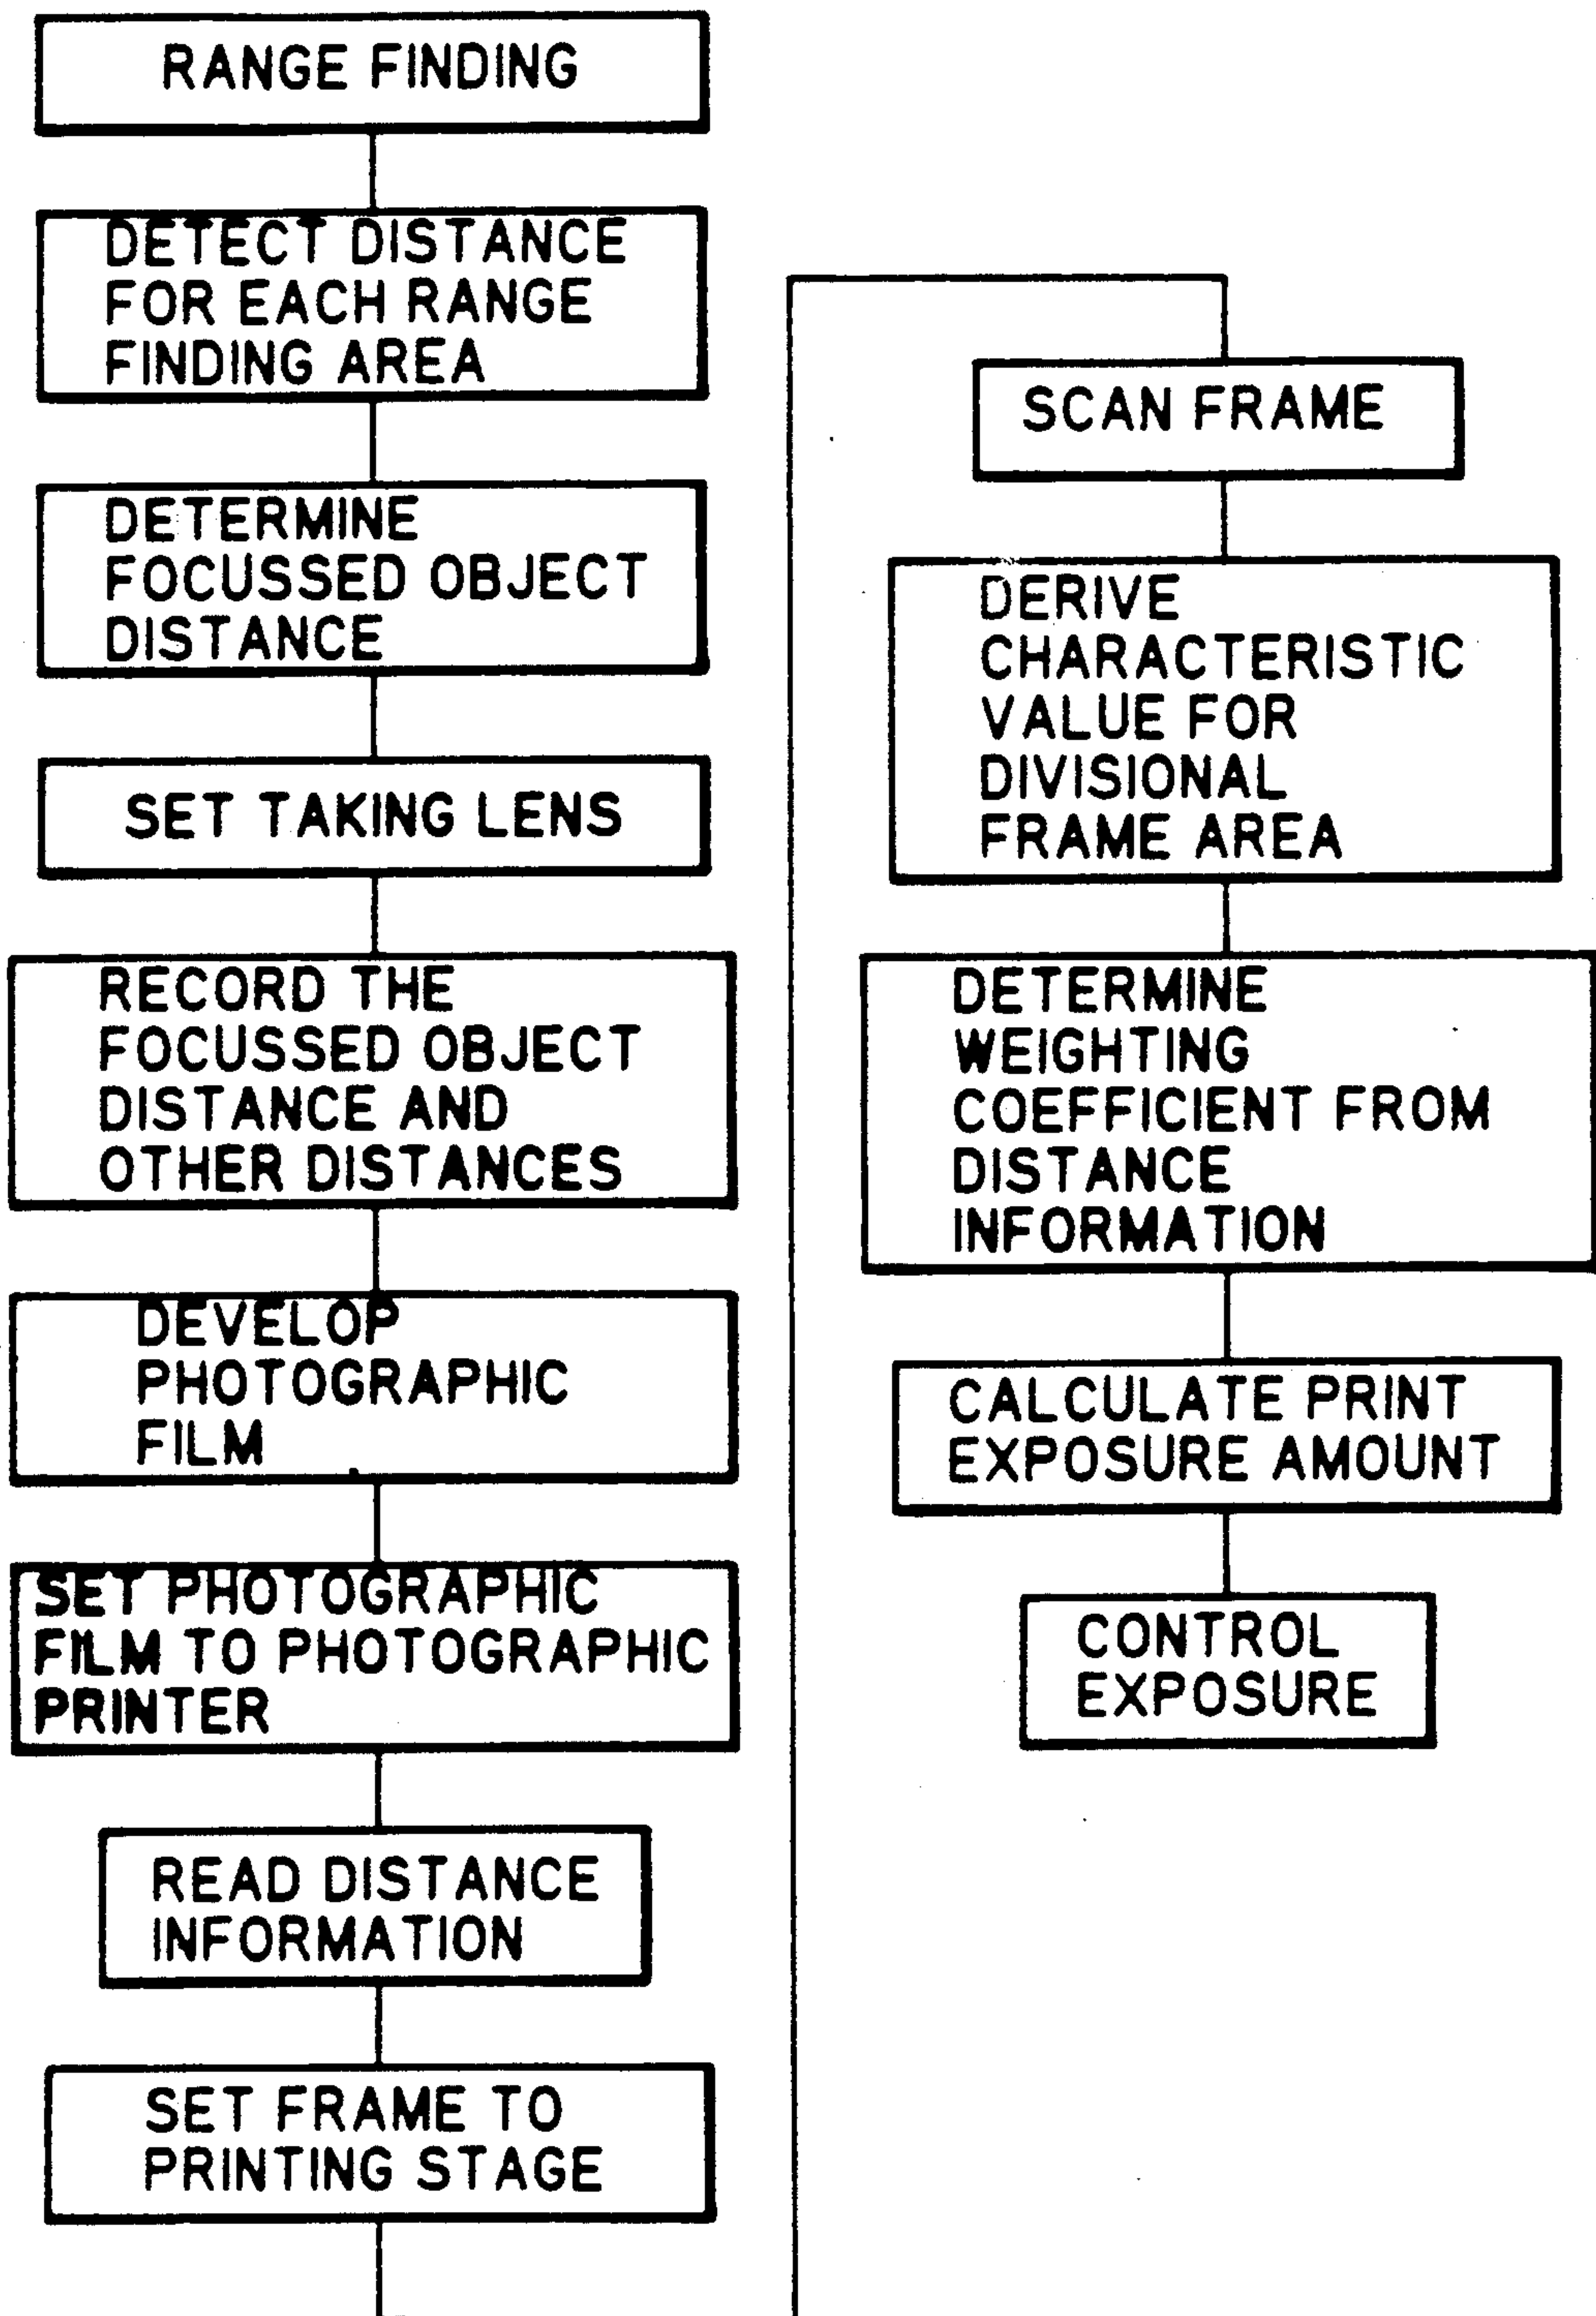 RANGE FINDING
DETECT DISTANCE
FOR EACH RANGE
FINDING AREA
DETERMINE
FOCUSSED OBJECT
DISTANCE
SET TAKING LENS
RECORD THE
FOCUSSED OBJECT
DISTANCE AND
OTHER DISTANCES
DEVELOP
PHOTOGRAPHIC
FILM
SET PHOTOGRAPHIC
FILM TO PHOTOGRAPHIC
PRINTER
READ DISTANCE
INFORMATION
SET FRAME TO
PRINTING STAGE
SCAN FRAME
DERIVE
CHARACTERISTIC
VALUE FOR
DIVISIONAL
FRAME AREA
DETERMINE
WEIGHTING
COEFFICIENT FROM
DISTANCE
INFORMATION
CALCULATE PRINT
EXPOSURE AMOUNT
CONTROL
EXPOSURE